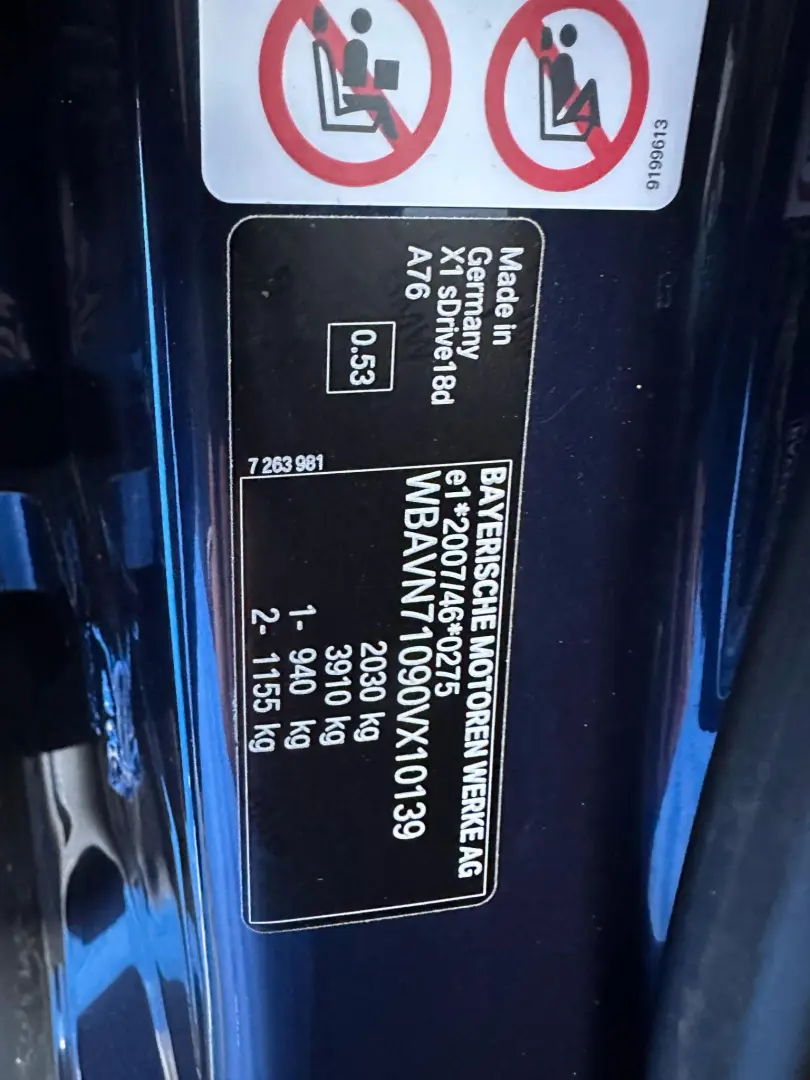 9199613
Made in
Germany
X1 sDrive18d
A76
0.53
7 263 981
BAYERISCHE MOTOREN WERKE AG
e1*2007/46*0275
WBAVN71090VX10139
2030 kg
3910 kg
1- 940 kg
2- 1155 kg